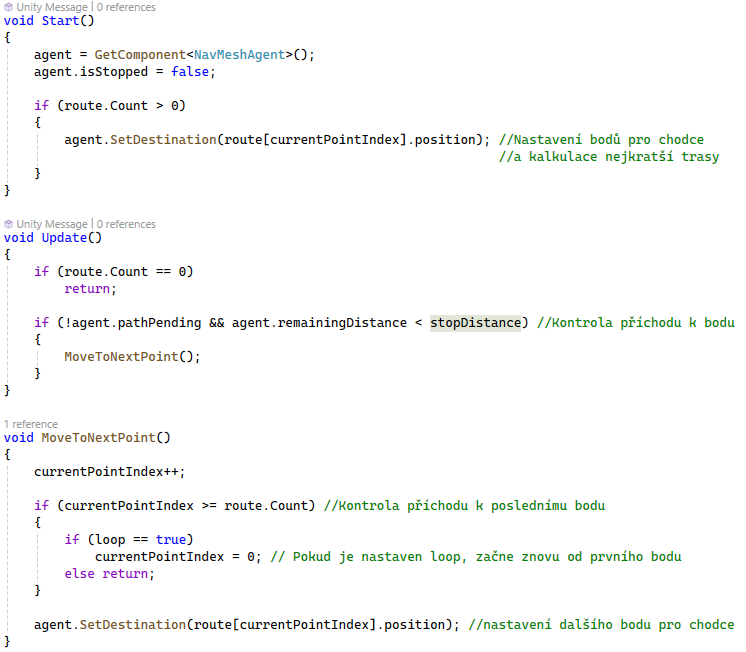 Unity Message | 0 references
void Start()
{
    agent = GetComponent<NavMeshAgent>();
    agent.isStopped = false;

    if (route.Count > 0)
    {
        agent.SetDestination(route[currentPointIndex].position); //Nastavení bodů pro chodce
                                                                 //a kalkulace nejkratší trasy
    }
}

Unity Message | 0 references
void Update()
{
    if (route.Count == 0)
        return;

    if (!agent.pathPending && agent.remainingDistance < stopDistance) //Kontrola příchodu k bodu
    {
        MoveToNextPoint();
    }
}

1 reference
void MoveToNextPoint()
{
    currentPointIndex++;

    if (currentPointIndex >= route.Count) //Kontrola příchodu k poslednímu bodu
    {
        if (loop == true)
            currentPointIndex = 0; // Pokud je nastaven loop, začne znovu od prvního bodu
        else return;
    }

    agent.SetDestination(route[currentPointIndex].position); //nastavení dalšího bodu pro chodce
}